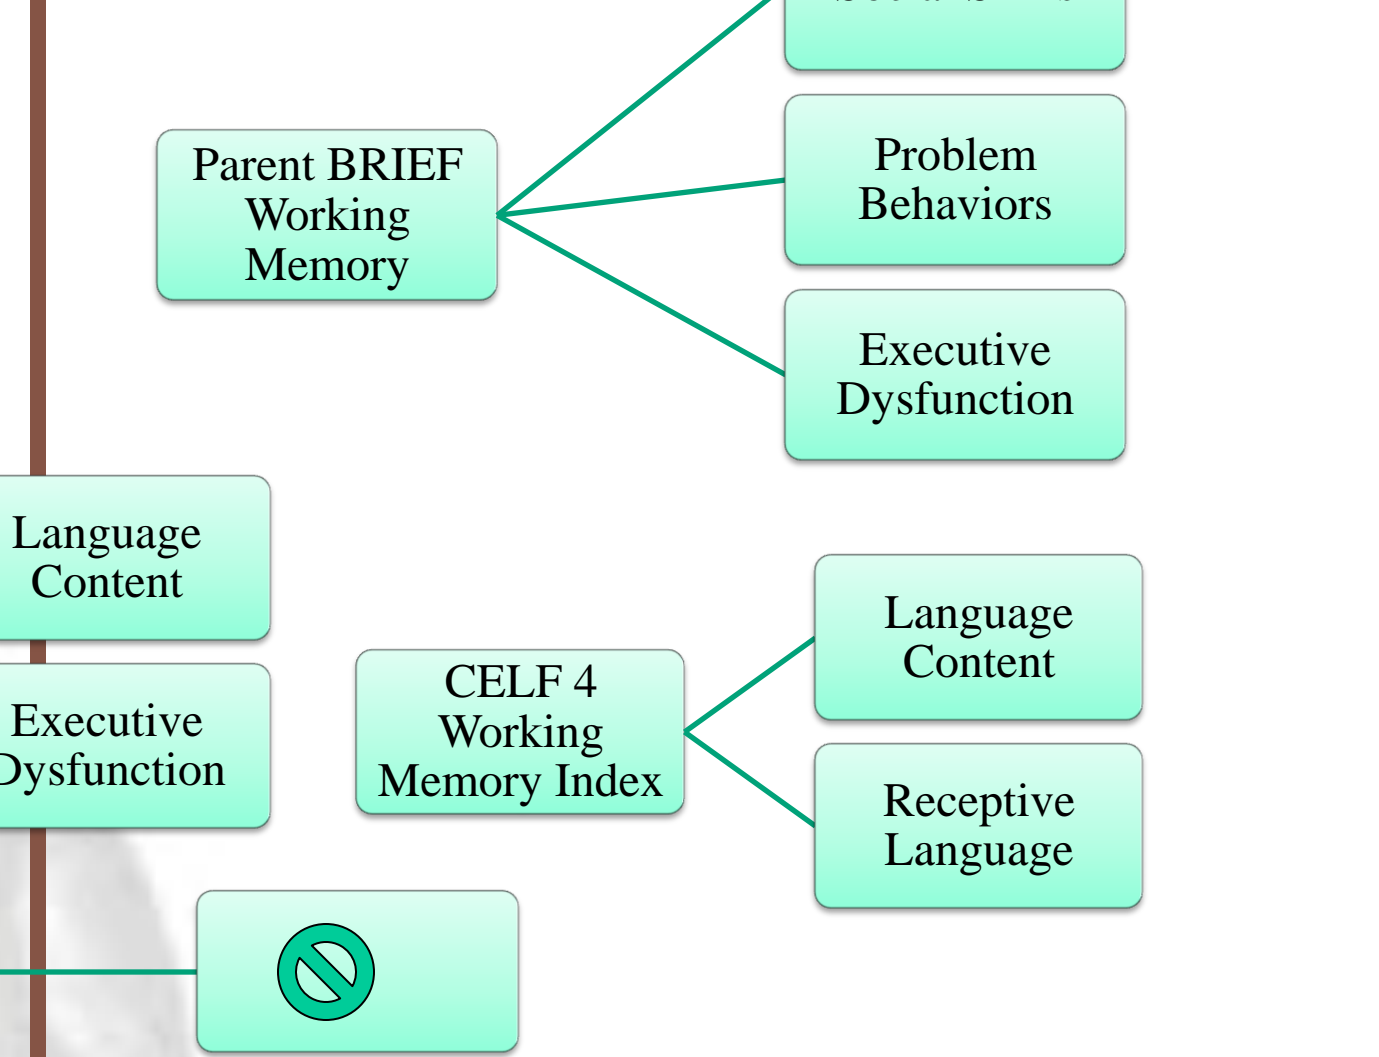 Parent BRIEF
Working
Memory
Problem
Behaviors
Executive
Dysfunction
Language
Content
Executive
Dysfunction
CELF 4
Working
Memory Index
Language
Content
Receptive
Language